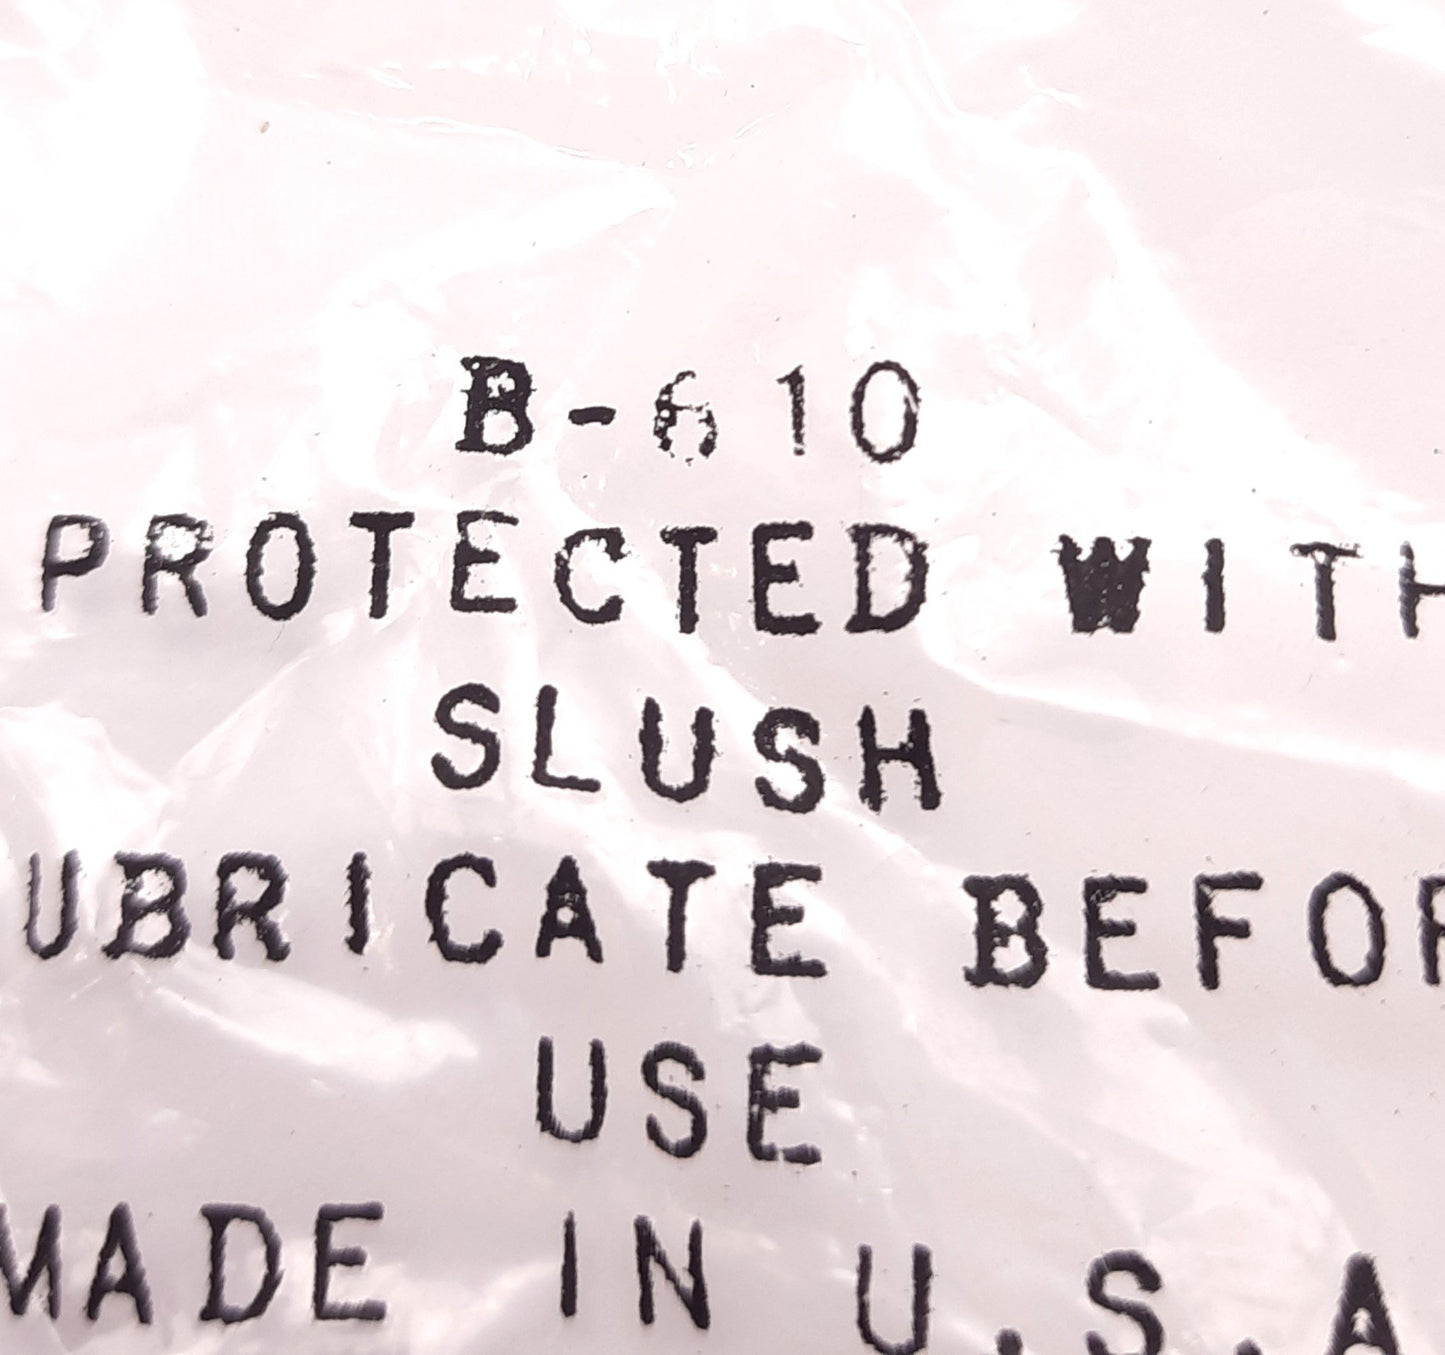 B-610
PROTECTED WITH
SLUSH
UBRICATE BEFOR
USE
MADE IN U.S.A